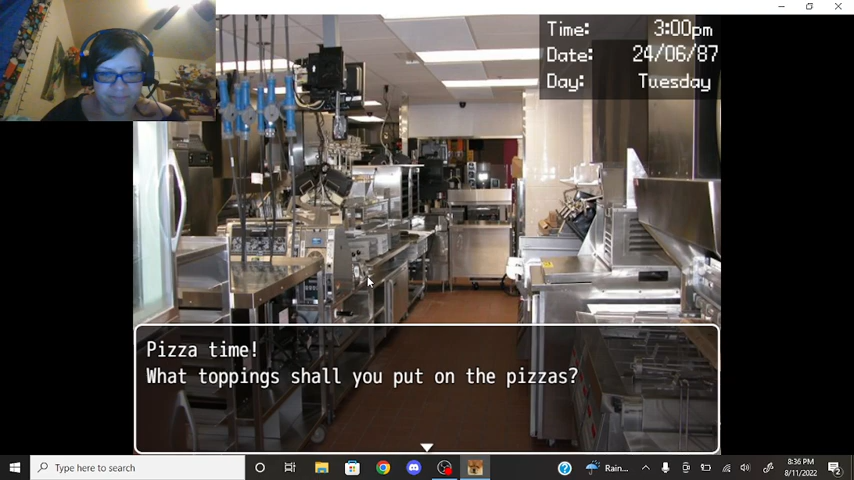 Time: 3:00pm
Date: 24/06/87
Day: Tuesday
Pizza time!
What toppings shall you put on the pizzas?
Type here to search
Rain...
8:36 PM
8/11/2022
2